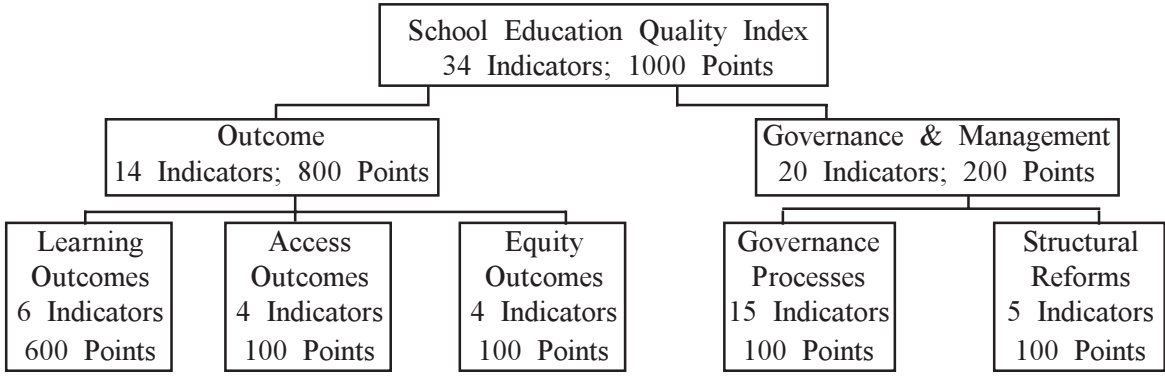 School Education Quality Index
34 Indicators; 1000 Points
Outcome
14 Indicators; 800 Points
Governance & Management
20 Indicators; 200 Points
Learning
Outcomes
6 Indicators
600 Points
Access
Outcomes
4 Indicators
100 Points
Equity
Outcomes
4 Indicators
100 Points
Governance
Processes
15 Indicators
100 Points
Structural
Reforms
5 Indicators
100 Points